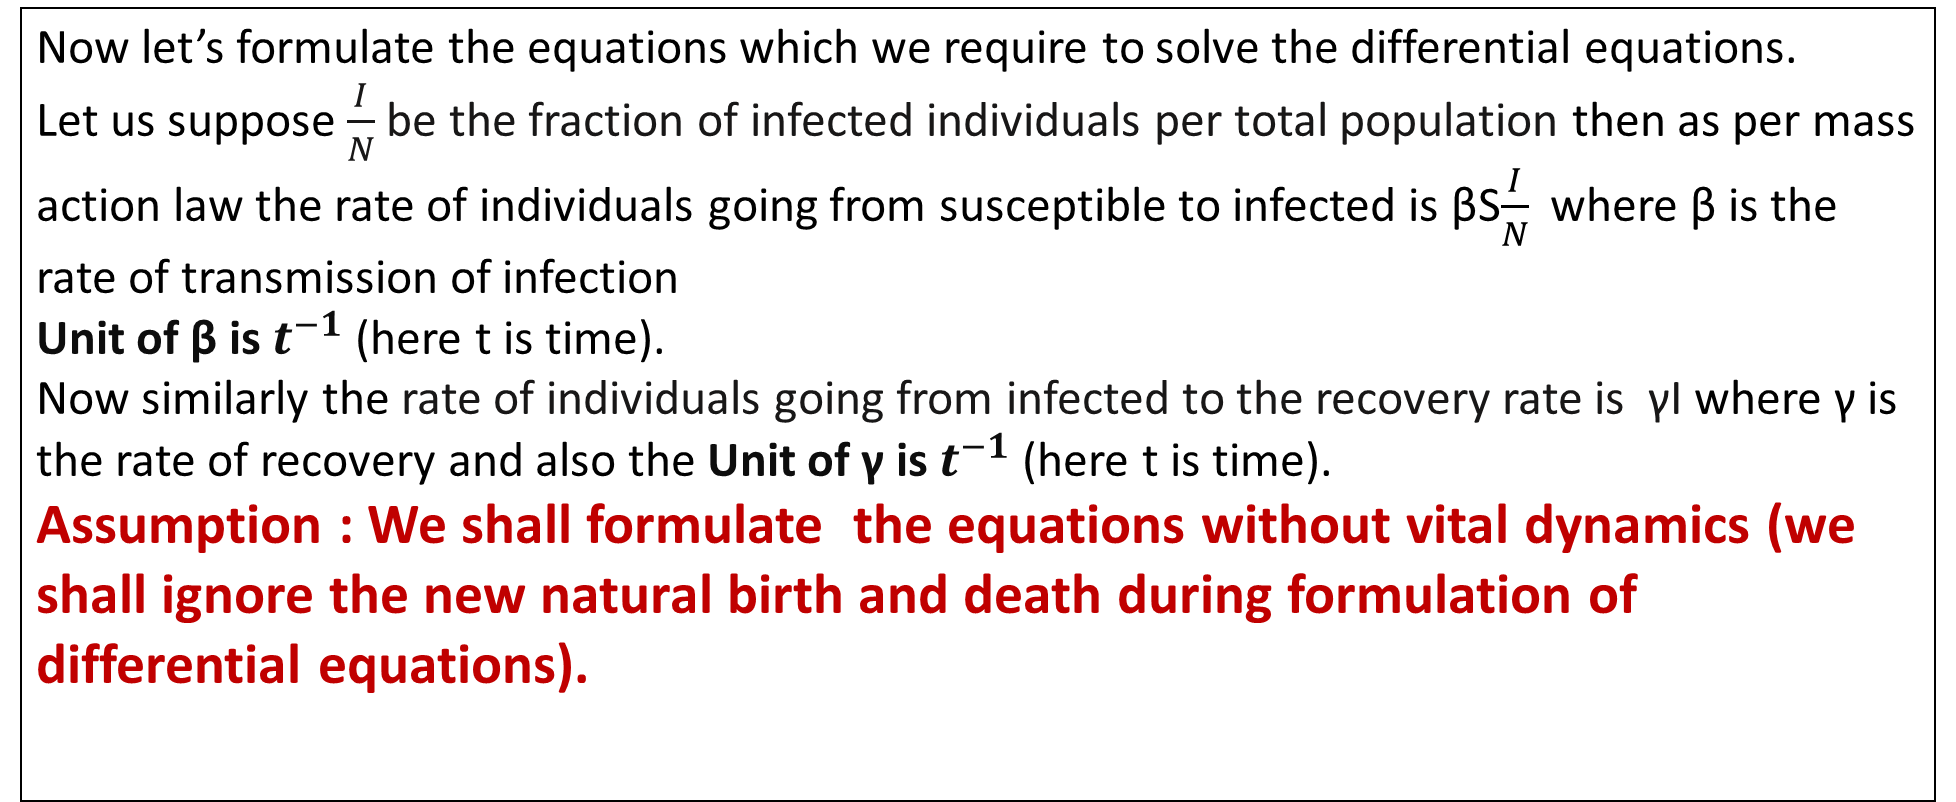 Now let’s formulate the equations which we require to solve the differential equations.
Let us suppose I/N be the fraction of infected individuals per total population then as per mass
action law the rate of individuals going from susceptible to infected is βS I/N where β is the
rate of transmission of infection
Unit of β is t⁻¹ (here t is time).
Now similarly the rate of individuals going from infected to the recovery rate is γI where γ is
the rate of recovery and also the Unit of γ is t⁻¹ (here t is time).
Assumption : We shall formulate the equations without vital dynamics (we
shall ignore the new natural birth and death during formulation of
differential equations).